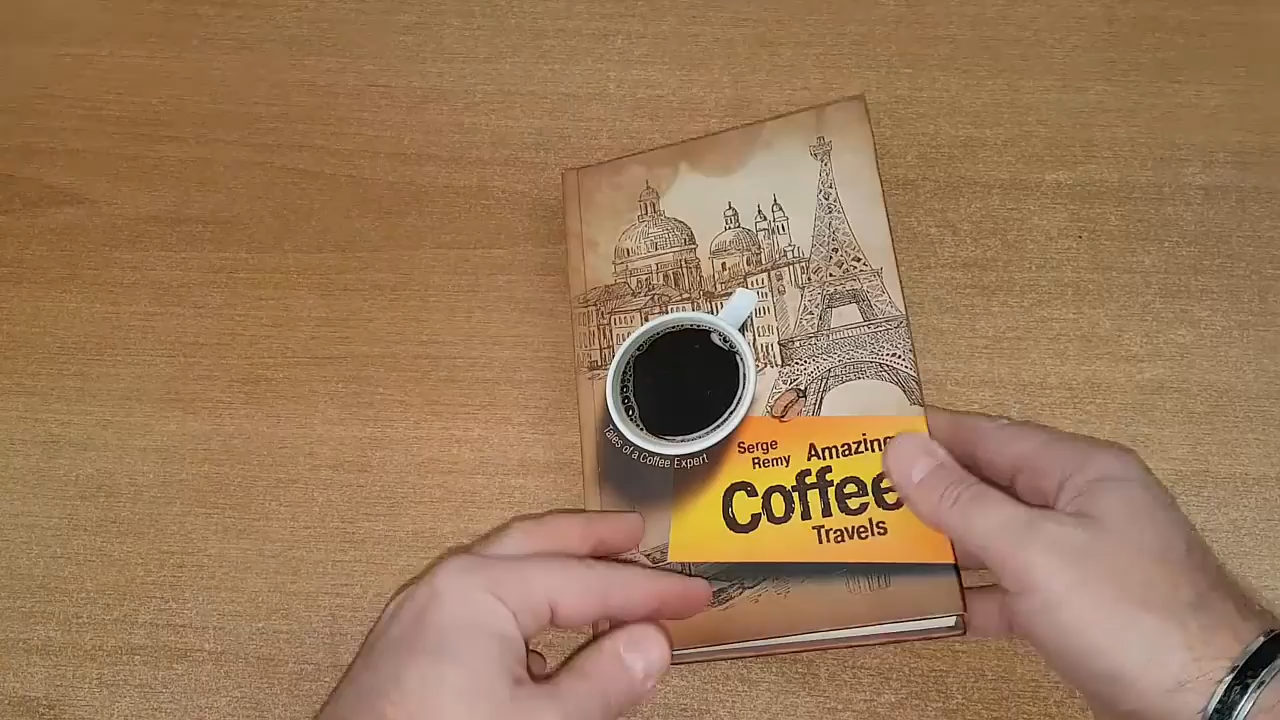 Tales of a Coffee Expert
Serge
Remy
Amazing
Coffee
Travels